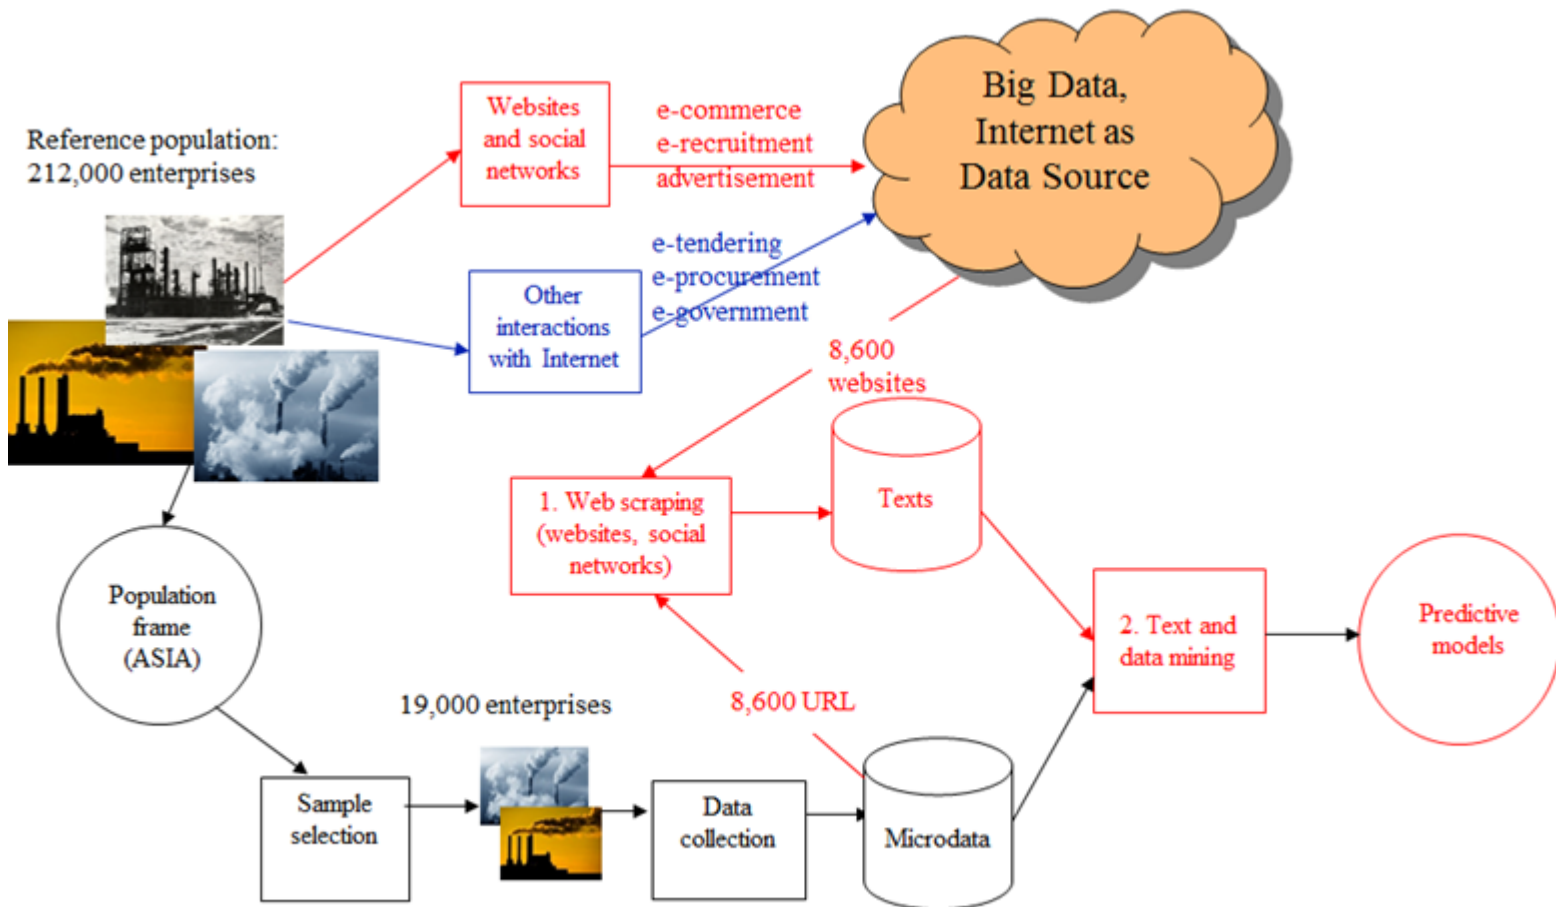 Reference population:
212,000 enterprises
Websites
and social
networks
e-commerce
e-recruitment
advertisement
Big Data,
Internet as
Data Source
Other
interactions
with Internet
e-tendering
e-procurement
e-government
8,600
websites
1. Web scraping
(websites, social
networks)
Texts
Population
frame
(ASIA)
2. Text and
data mining
Predictive
models
19,000 enterprises
8,600 URL
Sample
selection
Data
collection
Microdata